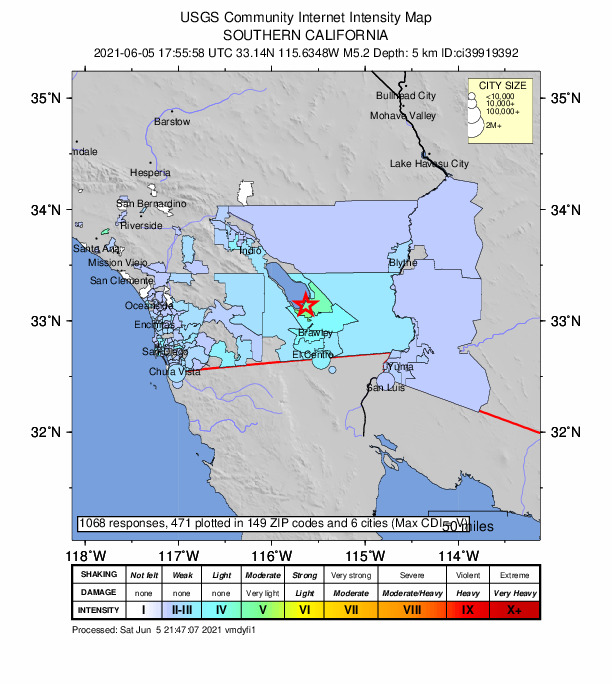 USGS Community Internet Intensity Map
SOUTHERN CALIFORNIA
2021-06-05 17:55:58 UTC 33.14N 115.6348W M5.2 Depth: 5 km ID:ci39919392
CITY SIZE
<10,000
10,000+
100,000+
2M+
35°N
35°N
Bullhead City
Mohave Valley
Barstow
mdale
Lake Havasu City
Hesperia
San Bernardino
34°N
34°N
Riverside
Santa Ana
Indio
Mission Viejo
Blythe
San Clemente
Oceanside
33°N
33°N
Encinitas
Brawley
San Diego
El Centro
Chula Vista
Yuma
San Luis
32°N
32°N
1068 responses, 471 plotted in 149 ZIP codes and 6 cities (Max CDI = V)
50 miles
118°W 117°W 116°W 115°W 114°W
SHAKING Not felt Weak Light Moderate Strong Very strong Severe Violent Extreme
DAMAGE none none none Very light Light Moderate Moderate/Heavy Heavy Very Heavy
INTENSITY I II-III IV V VI VII VIII IX X+
Processed: Sat Jun 5 21:47:07 2021 vmdyfi1